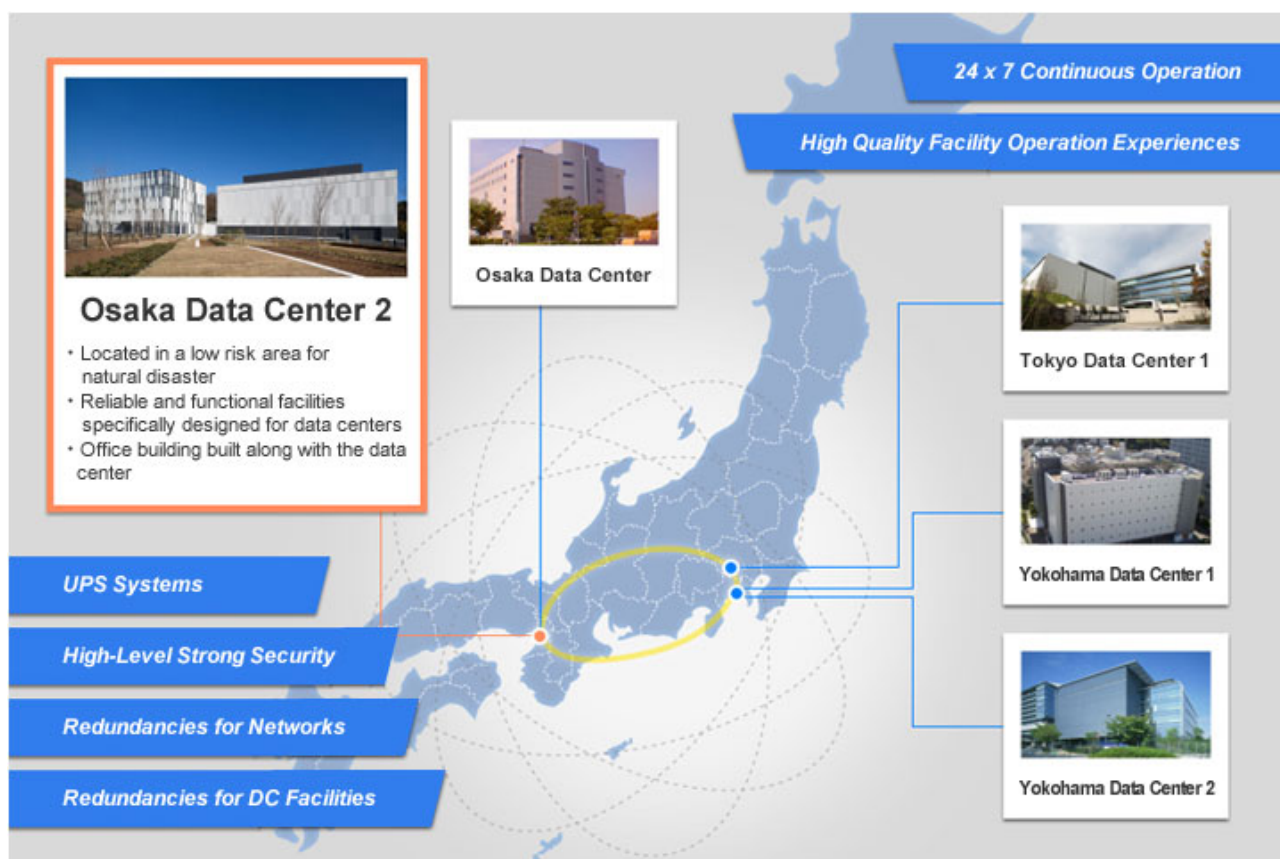 24 x 7 Continuous Operation
High Quality Facility Operation Experiences
Osaka Data Center 2
・Located in a low risk area for
natural disaster
・Reliable and functional facilities
specifically designed for data centers
・Office building built along with the data
center
Osaka Data Center
Tokyo Data Center 1
Yokohama Data Center 1
Yokohama Data Center 2
UPS Systems
High-Level Strong Security
Redundancies for Networks
Redundancies for DC Facilities